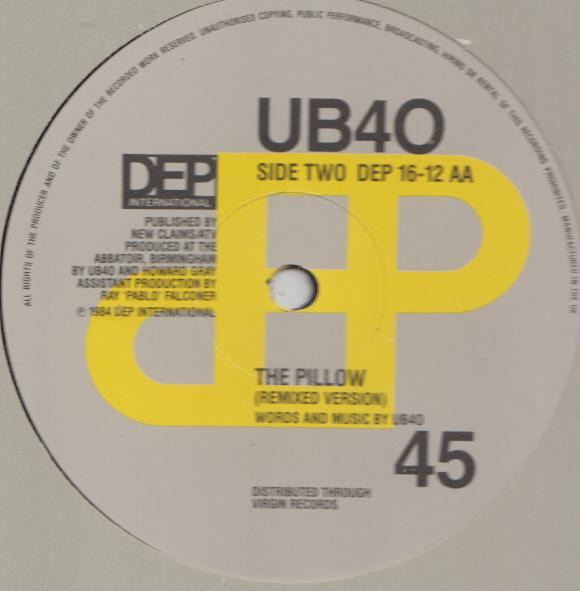 ALL RIGHTS OF THE PRODUCER AND OF THE OWNER OF THE RECORDED WORK RESERVED. UNAUTHORISED COPYING, PUBLIC PERFORMANCE, BROADCASTING, HIRING OR RENTAL OF THIS RECORDING PROHIBITED. MANUFACTURED IN THE UK
UB40
SIDE TWO DEP 16-12 AA
DEP
INTERNATIONAL
PUBLISHED BY
NEW CLAIMS/ATV
PRODUCED AT THE
ABBATOIR, BIRMINGHAM
BY UB40 AND HOWARD GRAY
ASSISTANT PRODUCTION BY
RAY 'PABLO' FALCONER
℗ 1984 DEP INTERNATIONAL
THE PILLOW
(REMIXED VERSION)
WORDS AND MUSIC BY UB40
45
DISTRIBUTED THROUGH
VIRGIN RECORDS